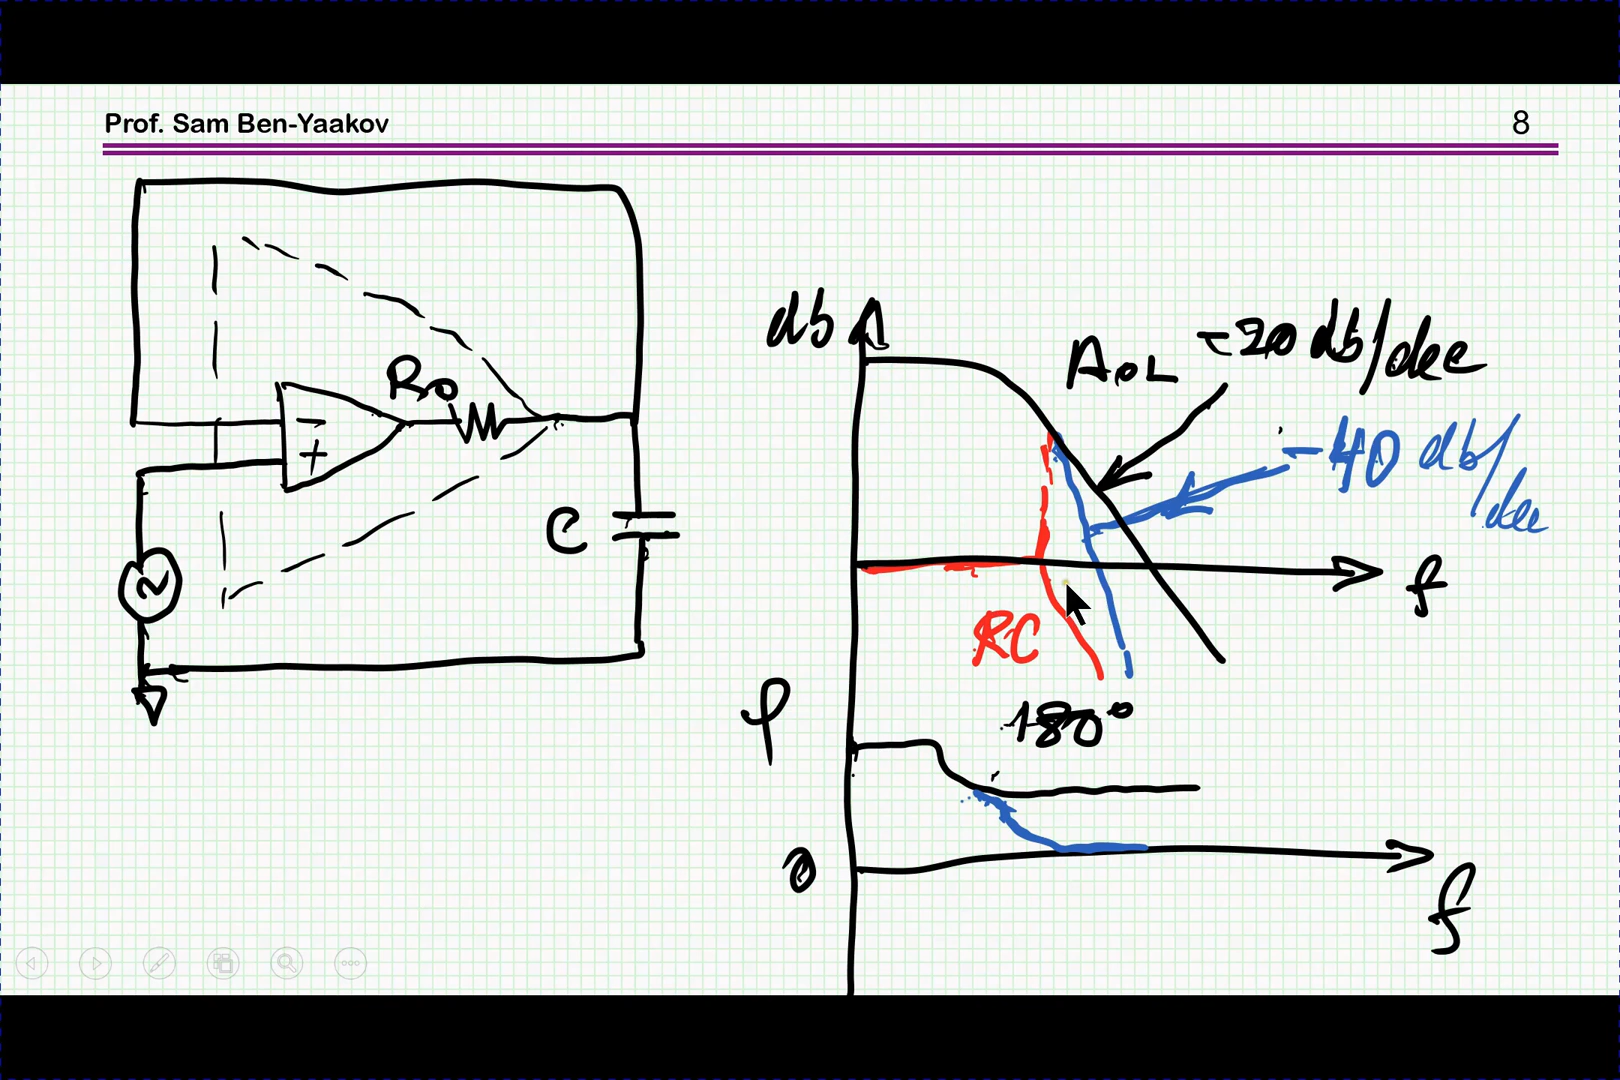 Prof. Sam Ben-Yaakov
8
db
AOL
-20 db/dec
Ro
-
+
-40 db/
dec
C
f
RC
φ
180°
0
f